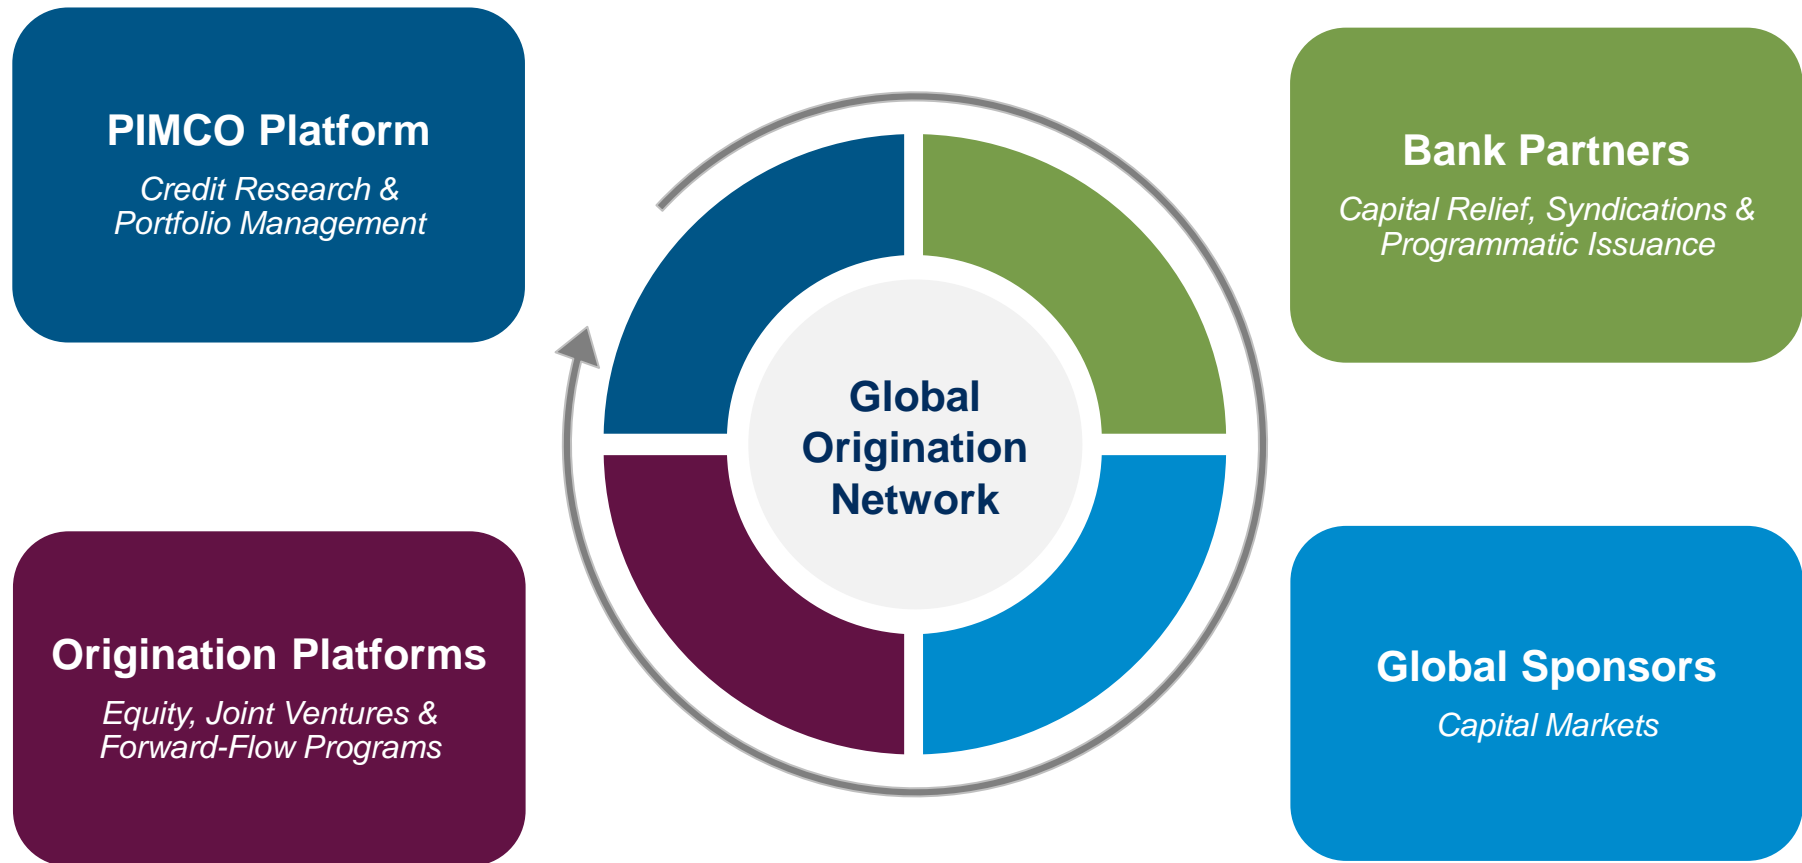 PIMCO Platform
Credit Research &
Portfolio Management
Bank Partners
Capital Relief, Syndications &
Programmatic Issuance
Global
Origination
Network
Origination Platforms
Equity, Joint Ventures &
Forward-Flow Programs
Global Sponsors
Capital Markets